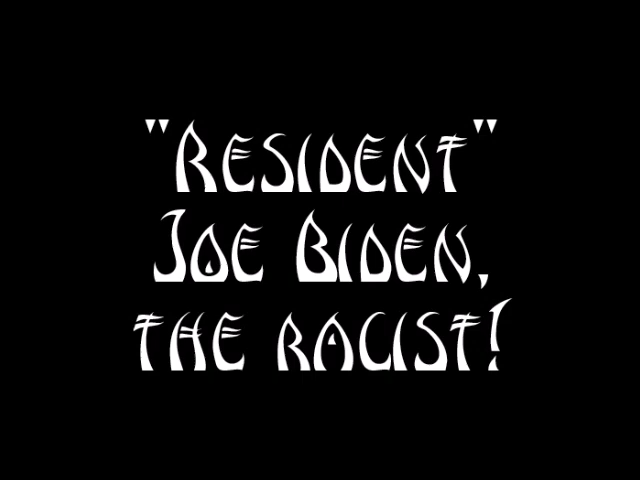 "Resident"
Joe Biden,
the racist!